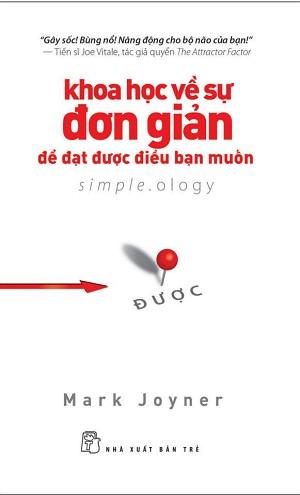 “Gây sốc! Bùng nổ! Năng động cho bộ não của bạn!”
— Tiến sĩ Joe Vitale, tác giả quyển The Attractor Factor
khoa học về sự
đơn giản
để đạt được điều bạn muốn
simple.ology
ĐƯỢC
Mark Joyner
NHÀ XUẤT BẢN TRẺ